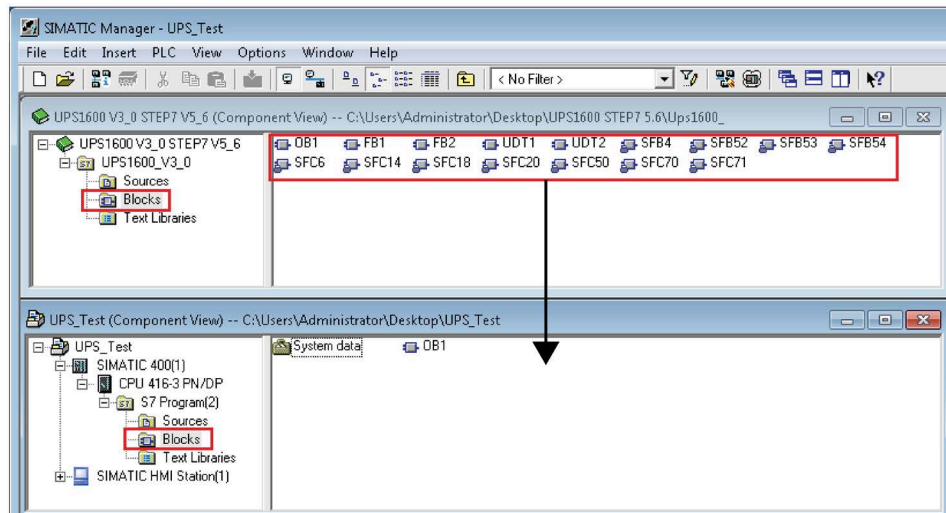 SIMATIC Manager - UPS_Test
File Edit Insert PLC View Options Window Help
< No Filter >
UPS1600 V3_0 STEP7 V5_6 (Component View) -- C:\Users\Administrator\Desktop\UPS1600 STEP7 5.6\Ups1600_
UPS1600 V3_0 STEP7 V5_6
UPS1600_V3_0
Sources
Blocks
Text Libraries
OB1 FB1 FB2 UDT1 UDT2 SFB4 SFB52 SFB53 SFB54
SFC6 SFC14 SFC18 SFC20 SFC50 SFC70 SFC71
UPS_Test (Component View) -- C:\Users\Administrator\Desktop\UPS_Test
UPS_Test
SIMATIC 400(1)
CPU 416-3 PN/DP
S7 Program(2)
Sources
Blocks
Text Libraries
SIMATIC HMI Station(1)
System data OB1